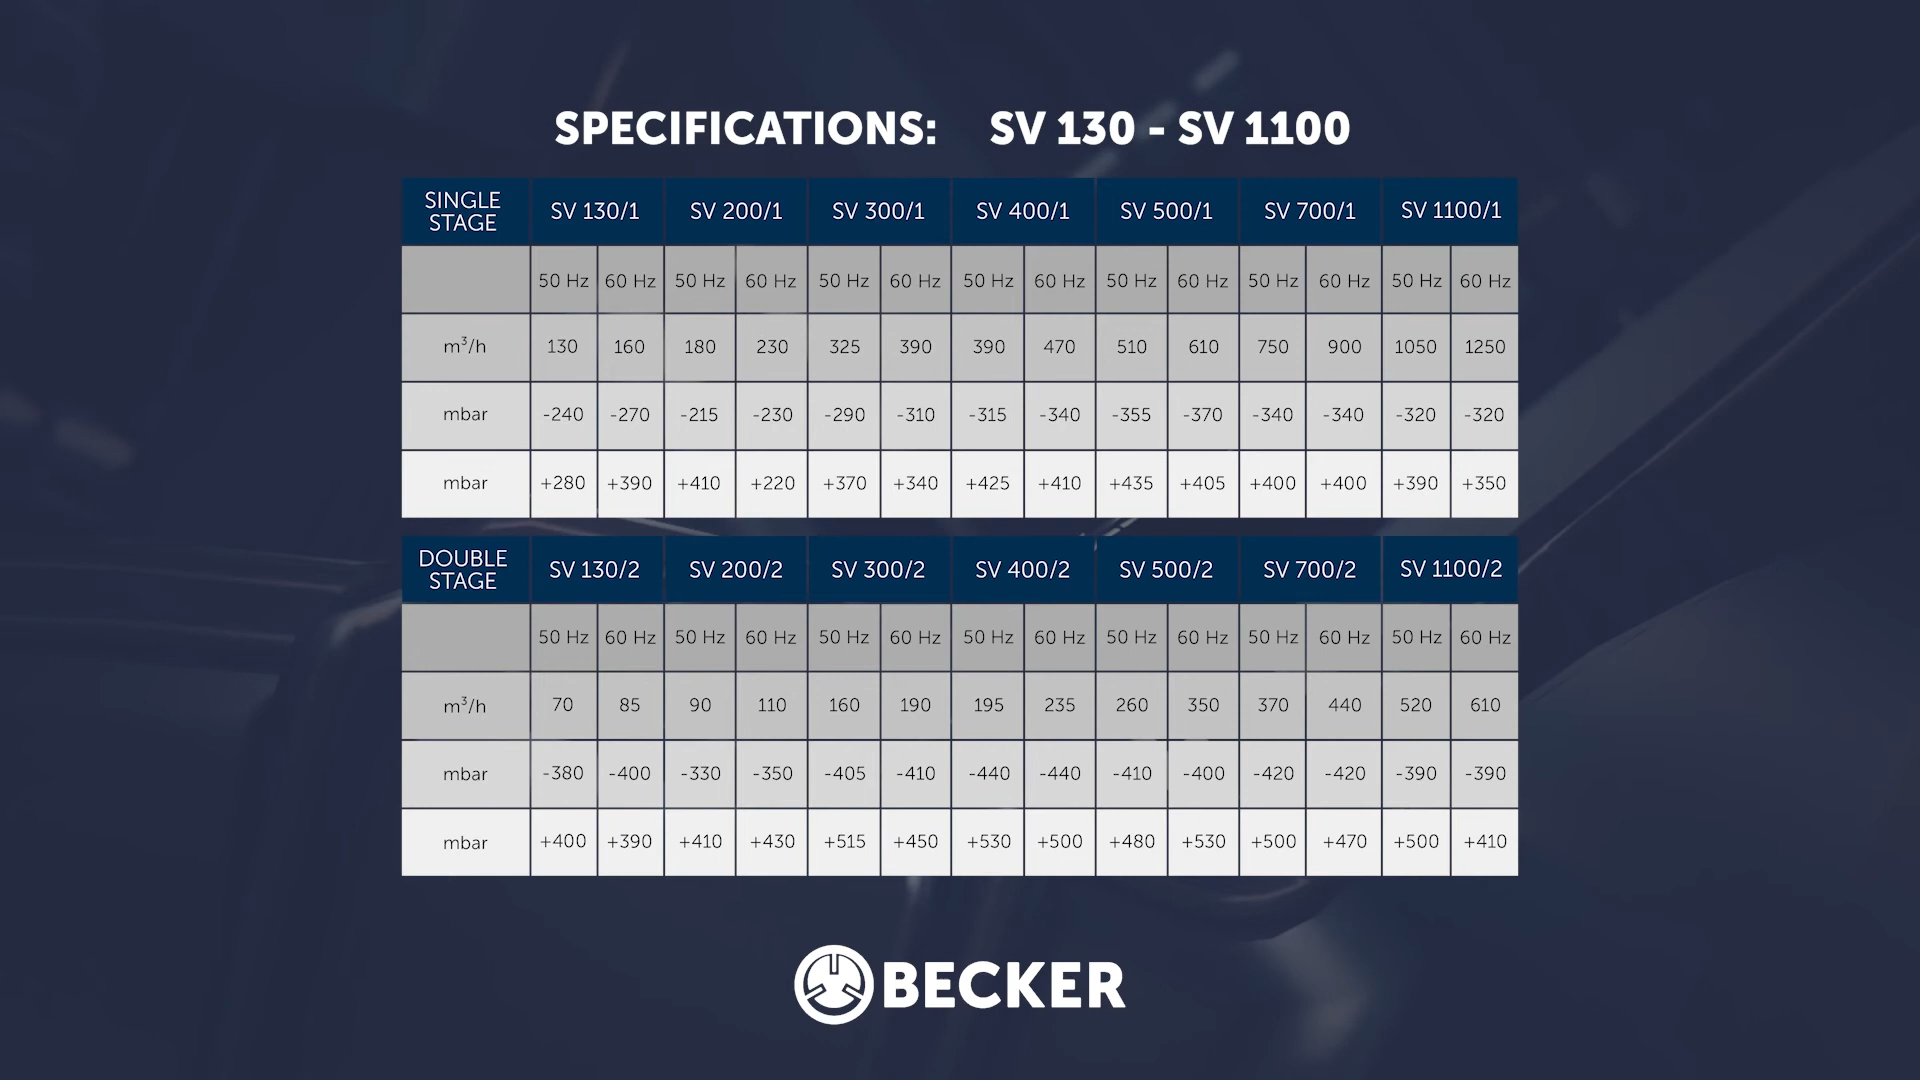 SPECIFICATIONS: SV 130 - SV 1100
SINGLE STAGE SV 130/1 SV 200/1 SV 300/1 SV 400/1 SV 500/1 SV 700/1 SV 1100/1
50 Hz 60 Hz 50 Hz 60 Hz 50 Hz 60 Hz 50 Hz 60 Hz 50 Hz 60 Hz 50 Hz 60 Hz 50 Hz 60 Hz
m³/h 130 160 180 230 325 390 390 470 510 610 750 900 1050 1250
mbar -240 -270 -215 -230 -290 -310 -315 -340 -355 -370 -340 -340 -320 -320
mbar +280 +390 +410 +220 +370 +340 +425 +410 +435 +405 +400 +400 +390 +350
DOUBLE STAGE SV 130/2 SV 200/2 SV 300/2 SV 400/2 SV 500/2 SV 700/2 SV 1100/2
50 Hz 60 Hz 50 Hz 60 Hz 50 Hz 60 Hz 50 Hz 60 Hz 50 Hz 60 Hz 50 Hz 60 Hz 50 Hz 60 Hz
m³/h 70 85 90 110 160 190 195 235 260 350 370 440 520 610
mbar -380 -400 -330 -350 -405 -410 -440 -440 -410 -400 -420 -420 -390 -390
mbar +400 +390 +410 +430 +515 +450 +530 +500 +480 +530 +500 +470 +500 +410
BECKER